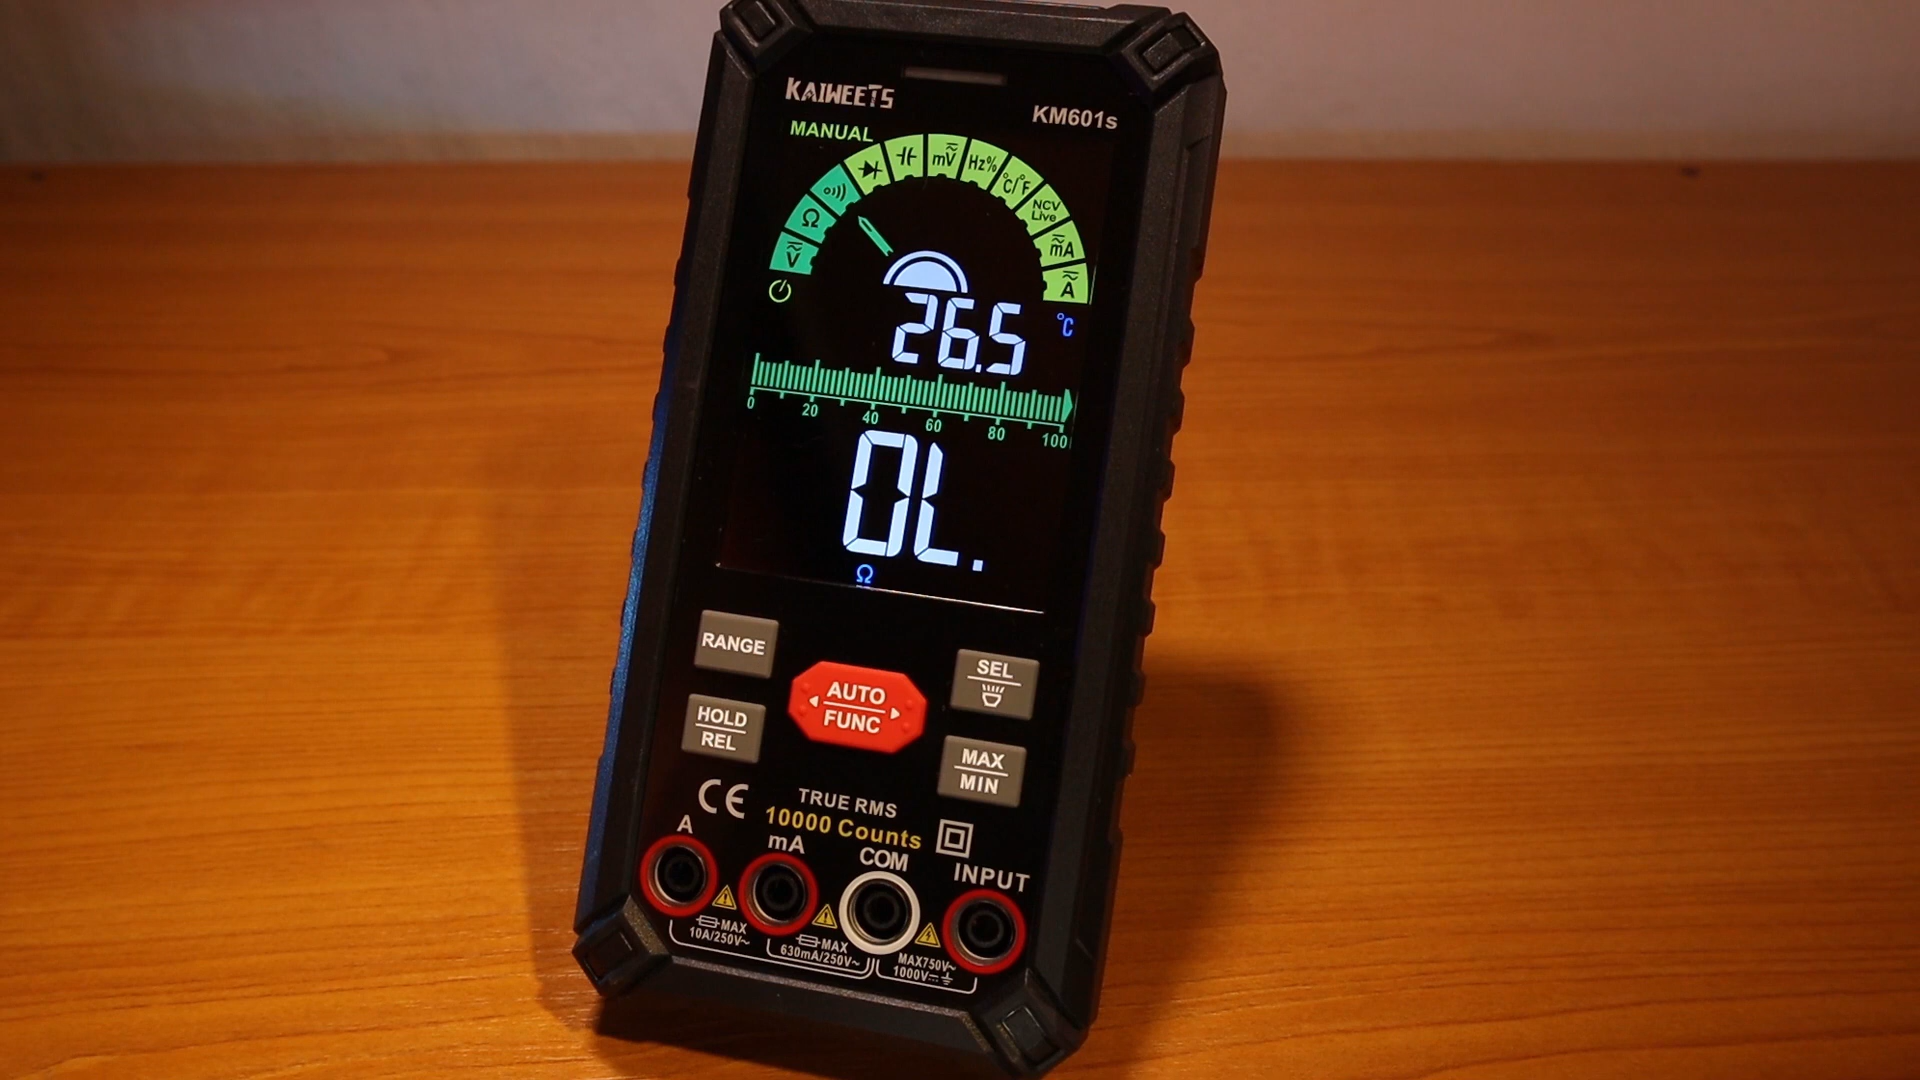 KAIWEETS
KM601s
MANUAL
V Ω mV Hz% °C/°F NCV Live mA A
26.5 °C
0 20 40 60 80 100
OL.
Ω
RANGE
SEL
AUTO
FUNC
HOLD
REL
MAX
MIN
CE
TRUE RMS
10000 Counts
A
mA
COM
INPUT
MAX
10A/250V~
MAX
630mA/250V~
MAX750V~
1000V⎓